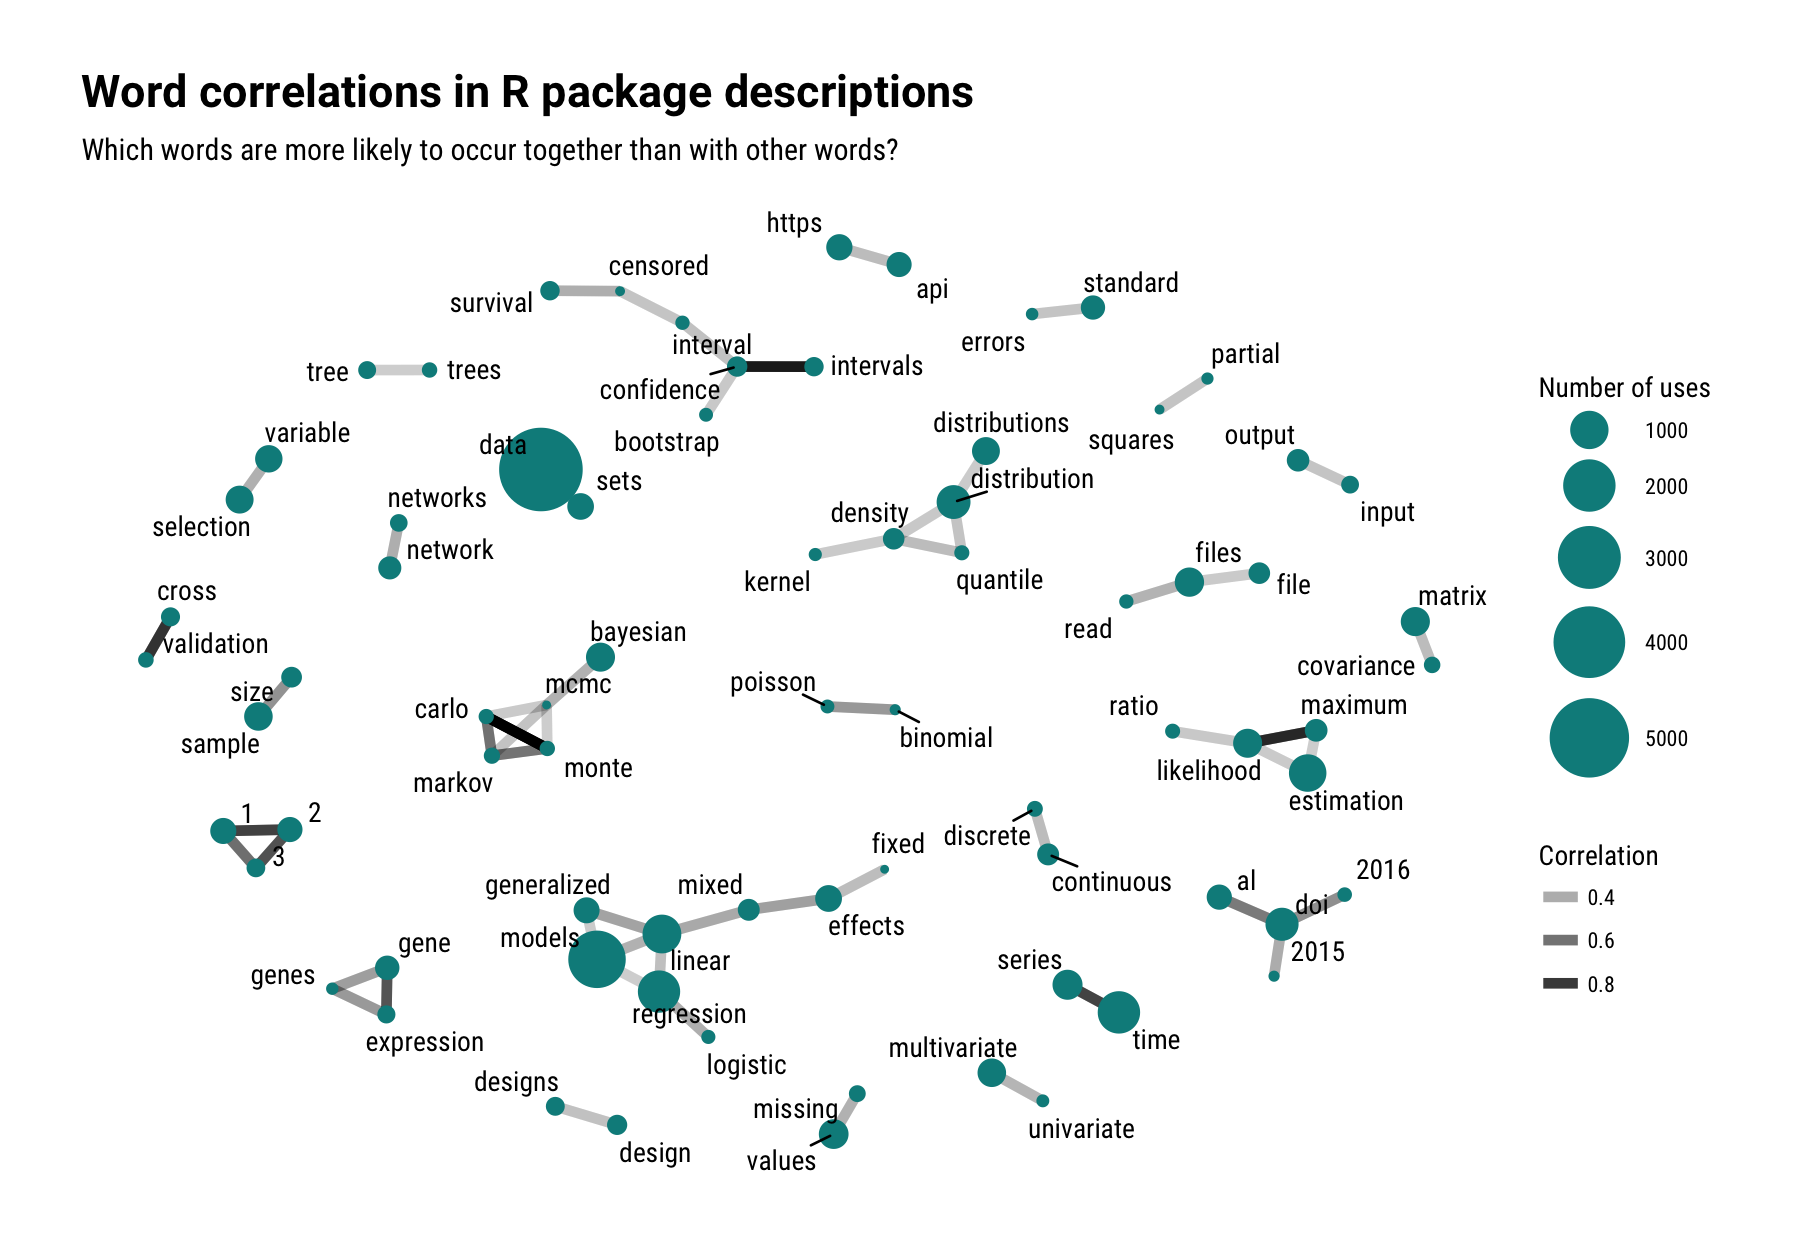 Word correlations in R package descriptions
Which words are more likely to occur together than with other words?
https
api
censored
survival
standard
errors
interval
intervals
confidence
bootstrap
tree
trees
partial
squares
variable
selection
data
sets
distributions
distribution
density
kernel
quantile
output
input
networks
network
files
file
read
cross
validation
matrix
covariance
size
sample
bayesian
mcmc
carlo
markov
monte
poisson
binomial
ratio
maximum
likelihood
estimation
1
2
3
discrete
continuous
fixed
mixed
generalized
effects
models
linear
regression
logistic
al
2016
doi
2015
gene
genes
expression
series
time
designs
design
multivariate
univariate
missing
values
Number of uses
1000
2000
3000
4000
5000
Correlation
0.4
0.6
0.8